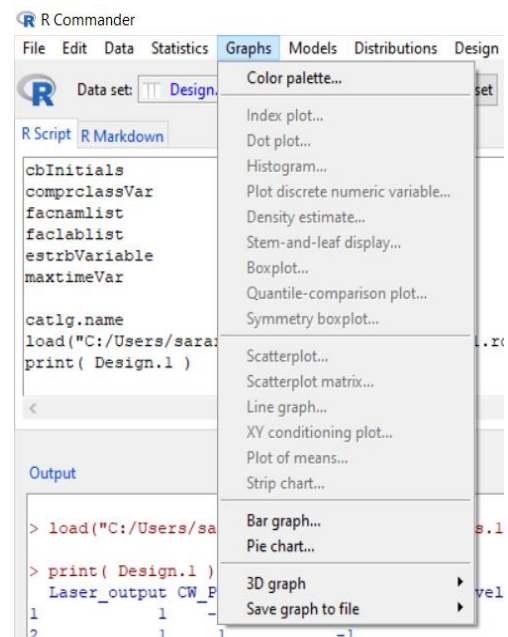 R Commander
File Edit Data Statistics Graphs Models Distributions Design
Data set: Design.
set
R Script R Markdown
cbInitials
comprclassVar
facnamlist
faclablist
estrbVariable
maxtimeVar
catlg.name
load("C:/Users/sara
print( Design.1 )
Color palette...
Index plot...
Dot plot...
Histogram...
Plot discrete numeric variable...
Density estimate...
Stem-and-leaf display...
Boxplot...
Quantile-comparison plot...
Symmetry boxplot...
Scatterplot...
Scatterplot matrix...
Line graph...
XY conditioning plot...
Plot of means...
Strip chart...
Bar graph...
Pie chart...
3D graph
Save graph to file
Output
> load("C:/Users/sa
s.1
> print( Design.1 )
Laser_output CW_P
vel
1 1 -
2 1 1 -1